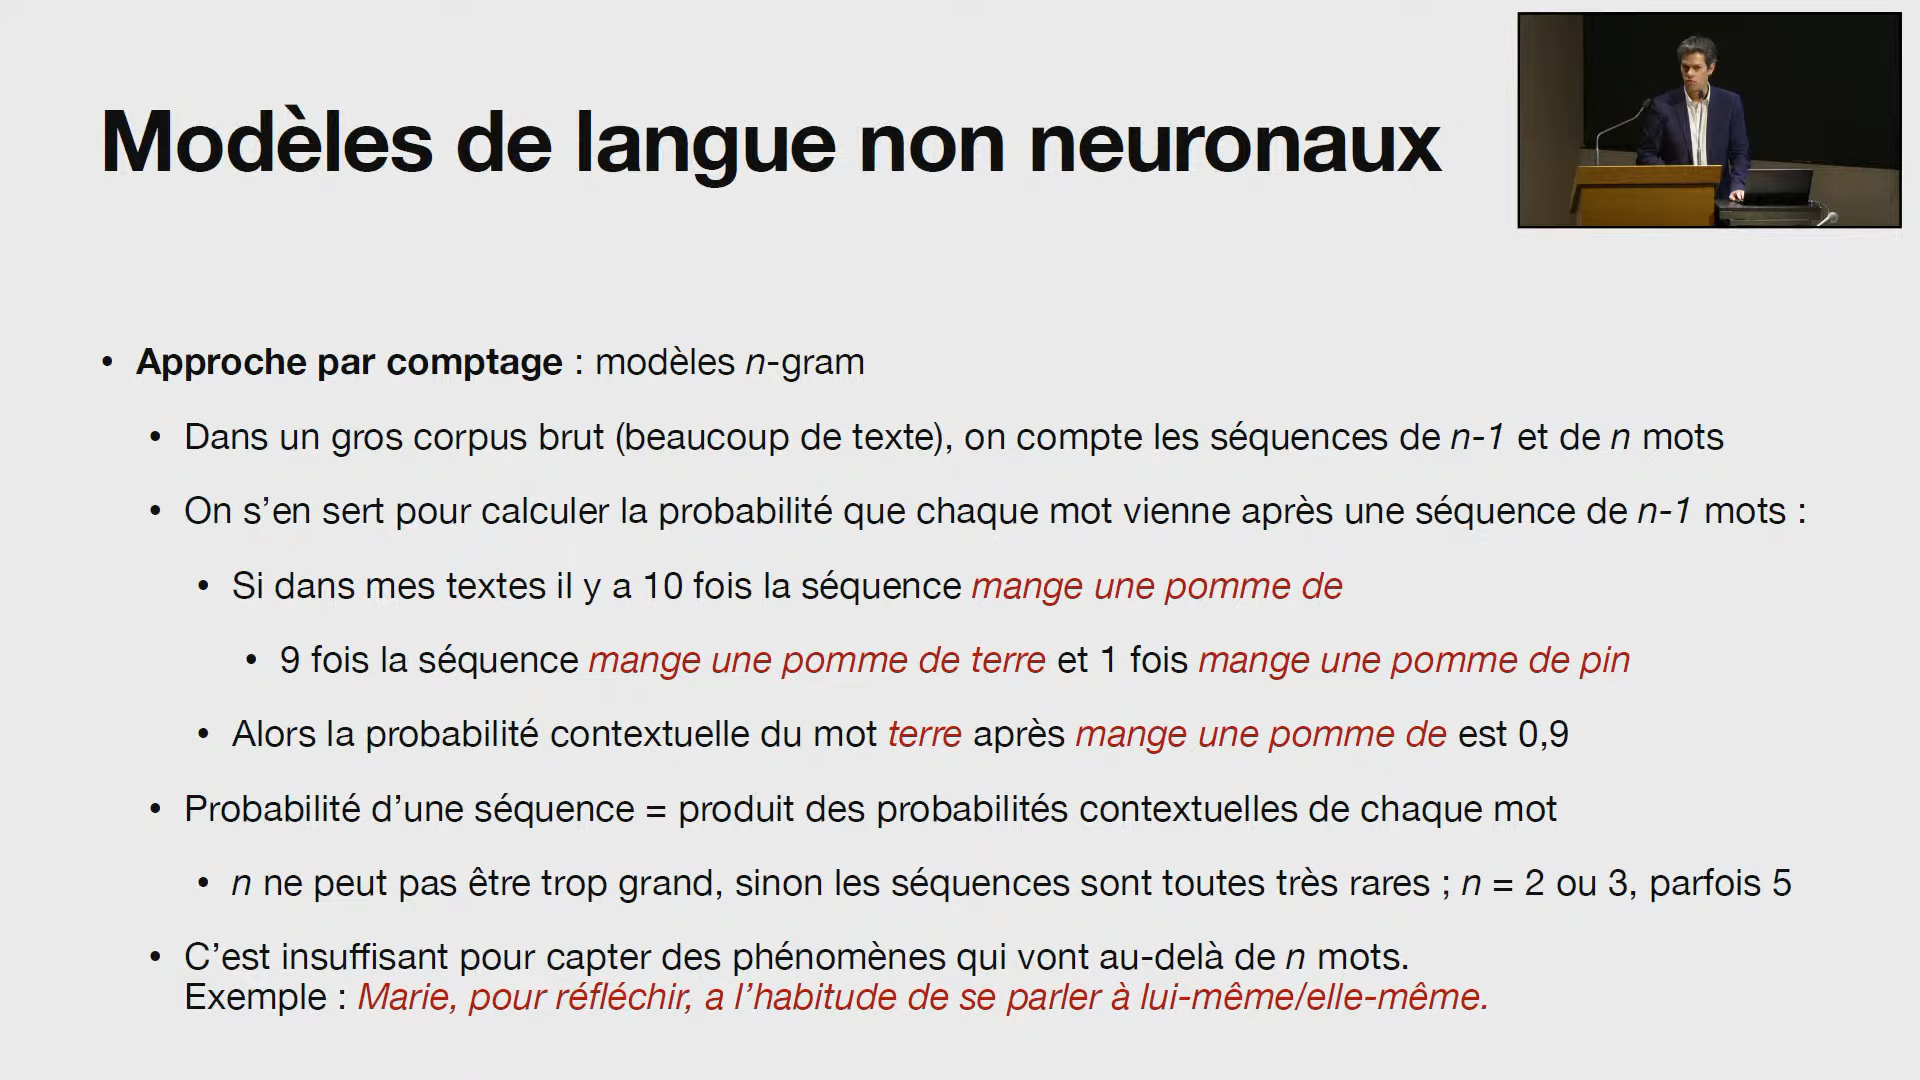 Modèles de langue non neuronaux
• Approche par comptage : modèles n-gram
• Dans un gros corpus brut (beaucoup de texte), on compte les séquences de n-1 et de n mots
• On s’en sert pour calculer la probabilité que chaque mot vienne après une séquence de n-1 mots :
• Si dans mes textes il y a 10 fois la séquence mange une pomme de
• 9 fois la séquence mange une pomme de terre et 1 fois mange une pomme de pin
• Alors la probabilité contextuelle du mot terre après mange une pomme de est 0,9
• Probabilité d’une séquence = produit des probabilités contextuelles de chaque mot
• n ne peut pas être trop grand, sinon les séquences sont toutes très rares ; n = 2 ou 3, parfois 5
• C’est insuffisant pour capter des phénomènes qui vont au-delà de n mots.
Exemple : Marie, pour réfléchir, a l’habitude de se parler à lui-même/elle-même.